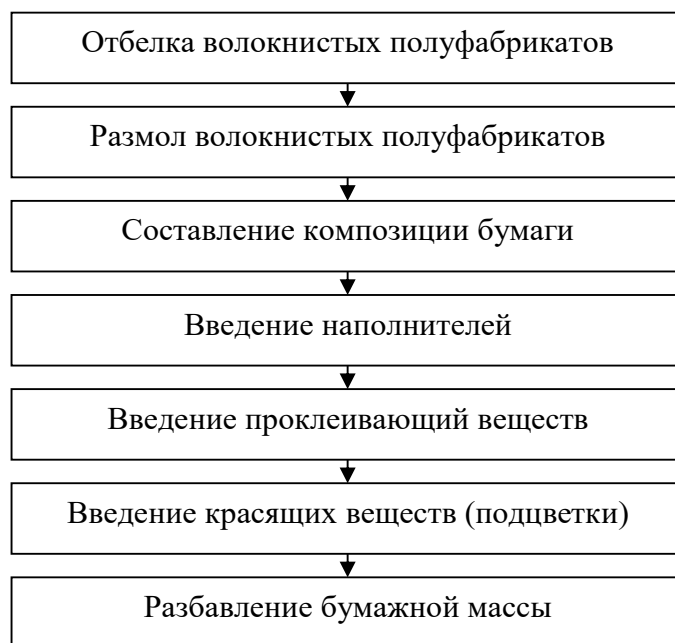 Отбелка волокнистых полуфабрикатов
Размол волокнистых полуфабрикатов
Составление композиции бумаги
Введение наполнителей
Введение проклеивающий веществ
Введение красящих веществ (подцветки)
Разбавление бумажной массы